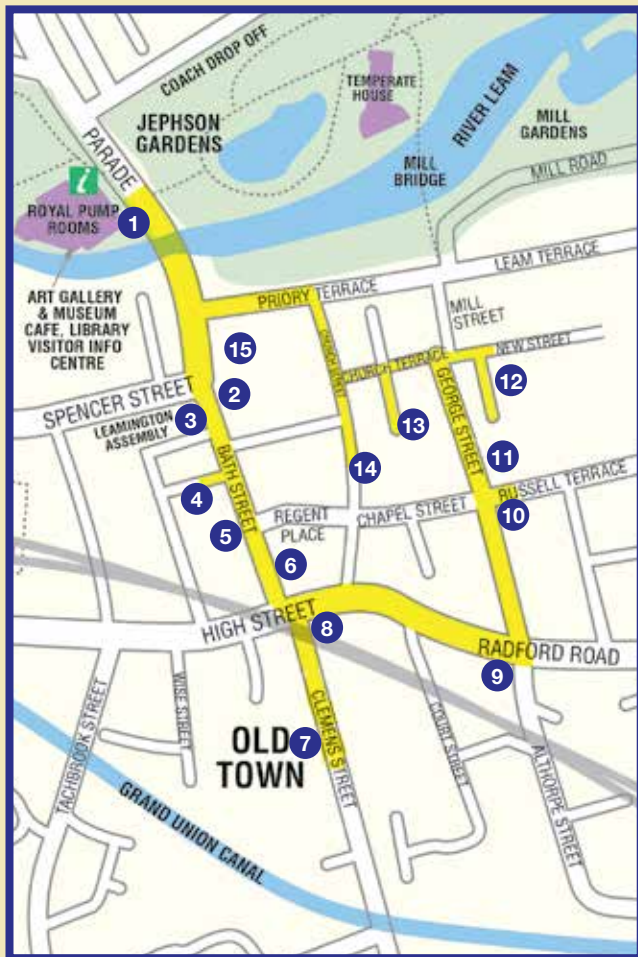 COACH DROP OFF
PARADE
JEPHSON
GARDENS
TEMPERATE
HOUSE
RIVER LEAM
MILL
GARDENS
MILL
BRIDGE
MILL ROAD
i
ROYAL PUMP
ROOMS
1
ART GALLERY
& MUSEUM
CAFE, LIBRARY
VISITOR INFO
CENTRE
PRIORY TERRACE
LEAM TERRACE
MILL
STREET
15
CHURCH TERRACE
NEW STREET
SPENCER STREET
2
LEAMINGTON
ASSEMBLY
3
12
13
GEORGE STREET
BATH STREET
14
11
4
RUSSELL TERRACE
REGENT
PLACE
CHAPEL STREET
10
5
6
HIGH STREET
8
RADFORD ROAD
9
WISE STREET
CLEMENS STREET
7
OLD
TOWN
COURT STREET
TACHBROOK STREET
ALTHORPE STREET
GRAND UNION CANAL